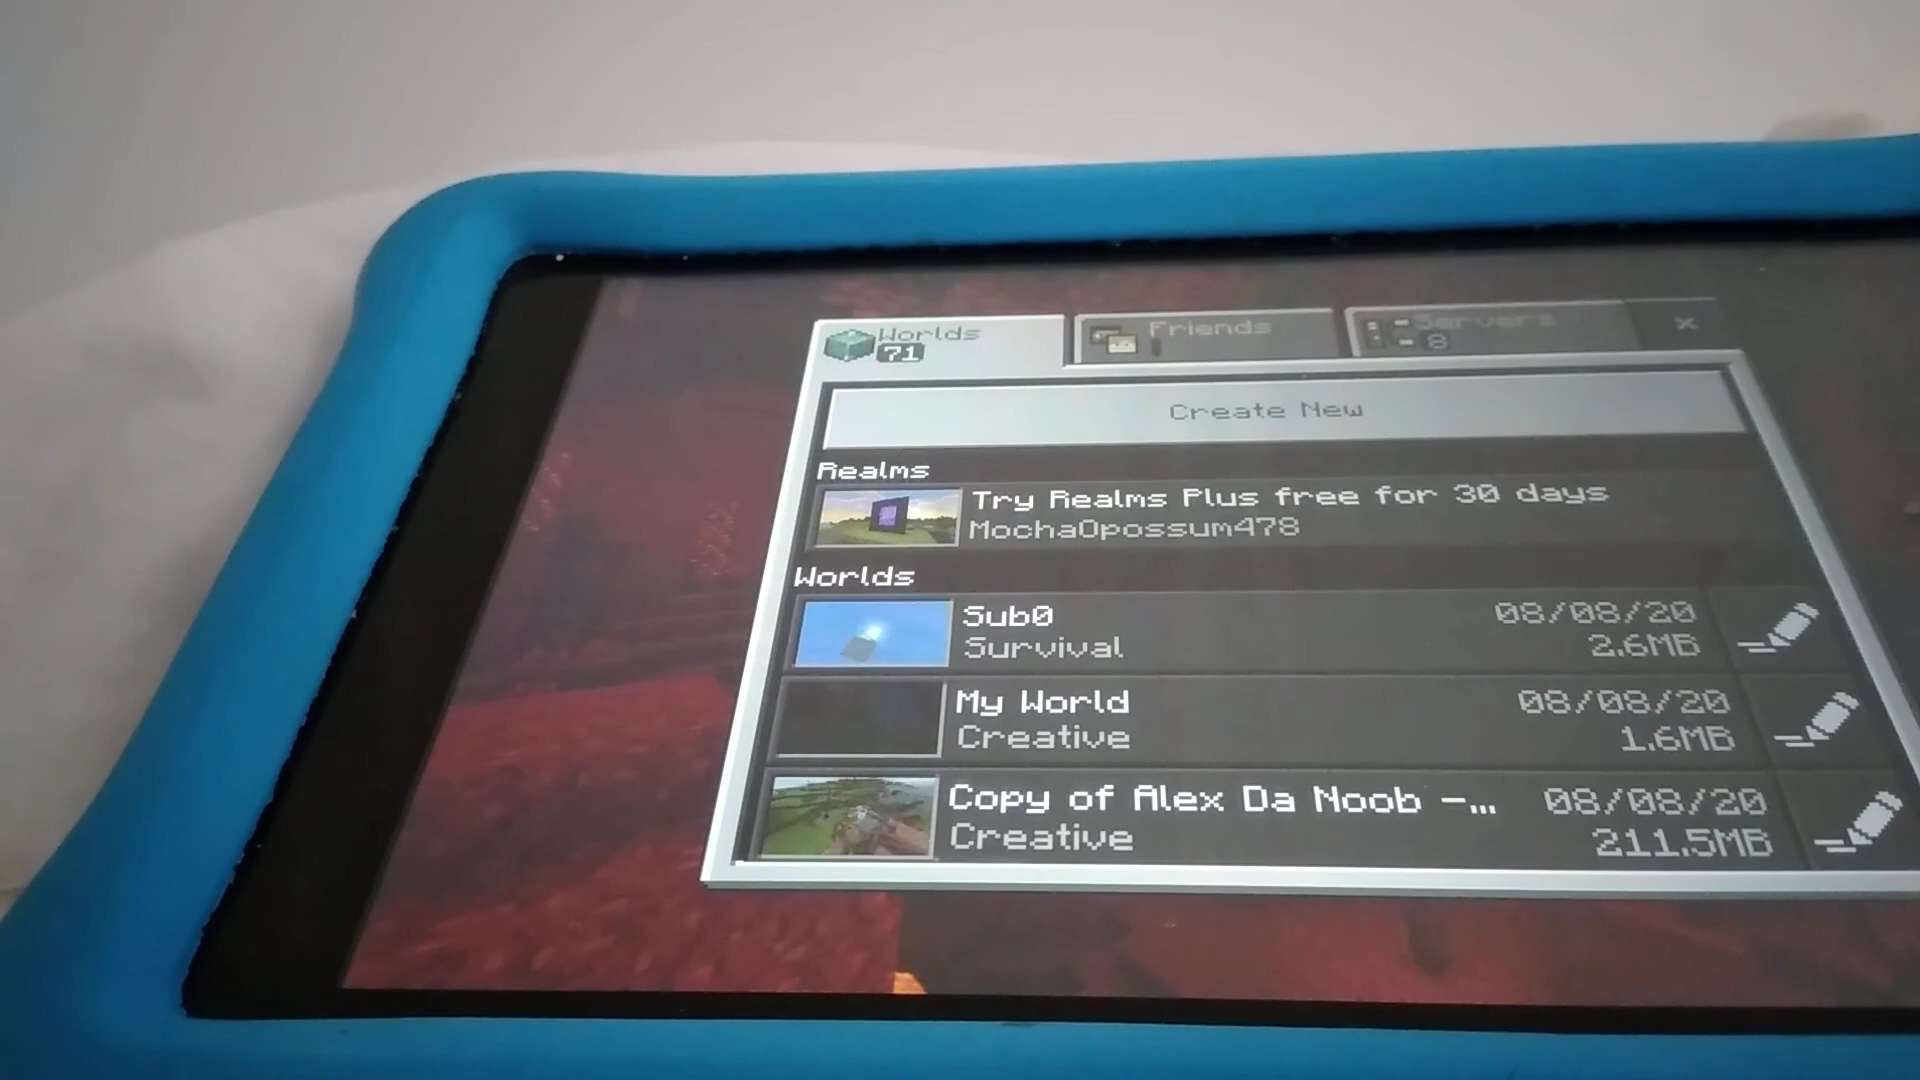 Worlds
71
Friends
Servers
8
Create New
Realms
Try Realms Plus free for 30 days
MochaOpossum478
Worlds
Sub0
08/08/20
Survival
2.6MB
My World
08/08/20
Creative
1.6MB
Copy of Alex Da Noob -...
08/08/20
Creative
211.5MB